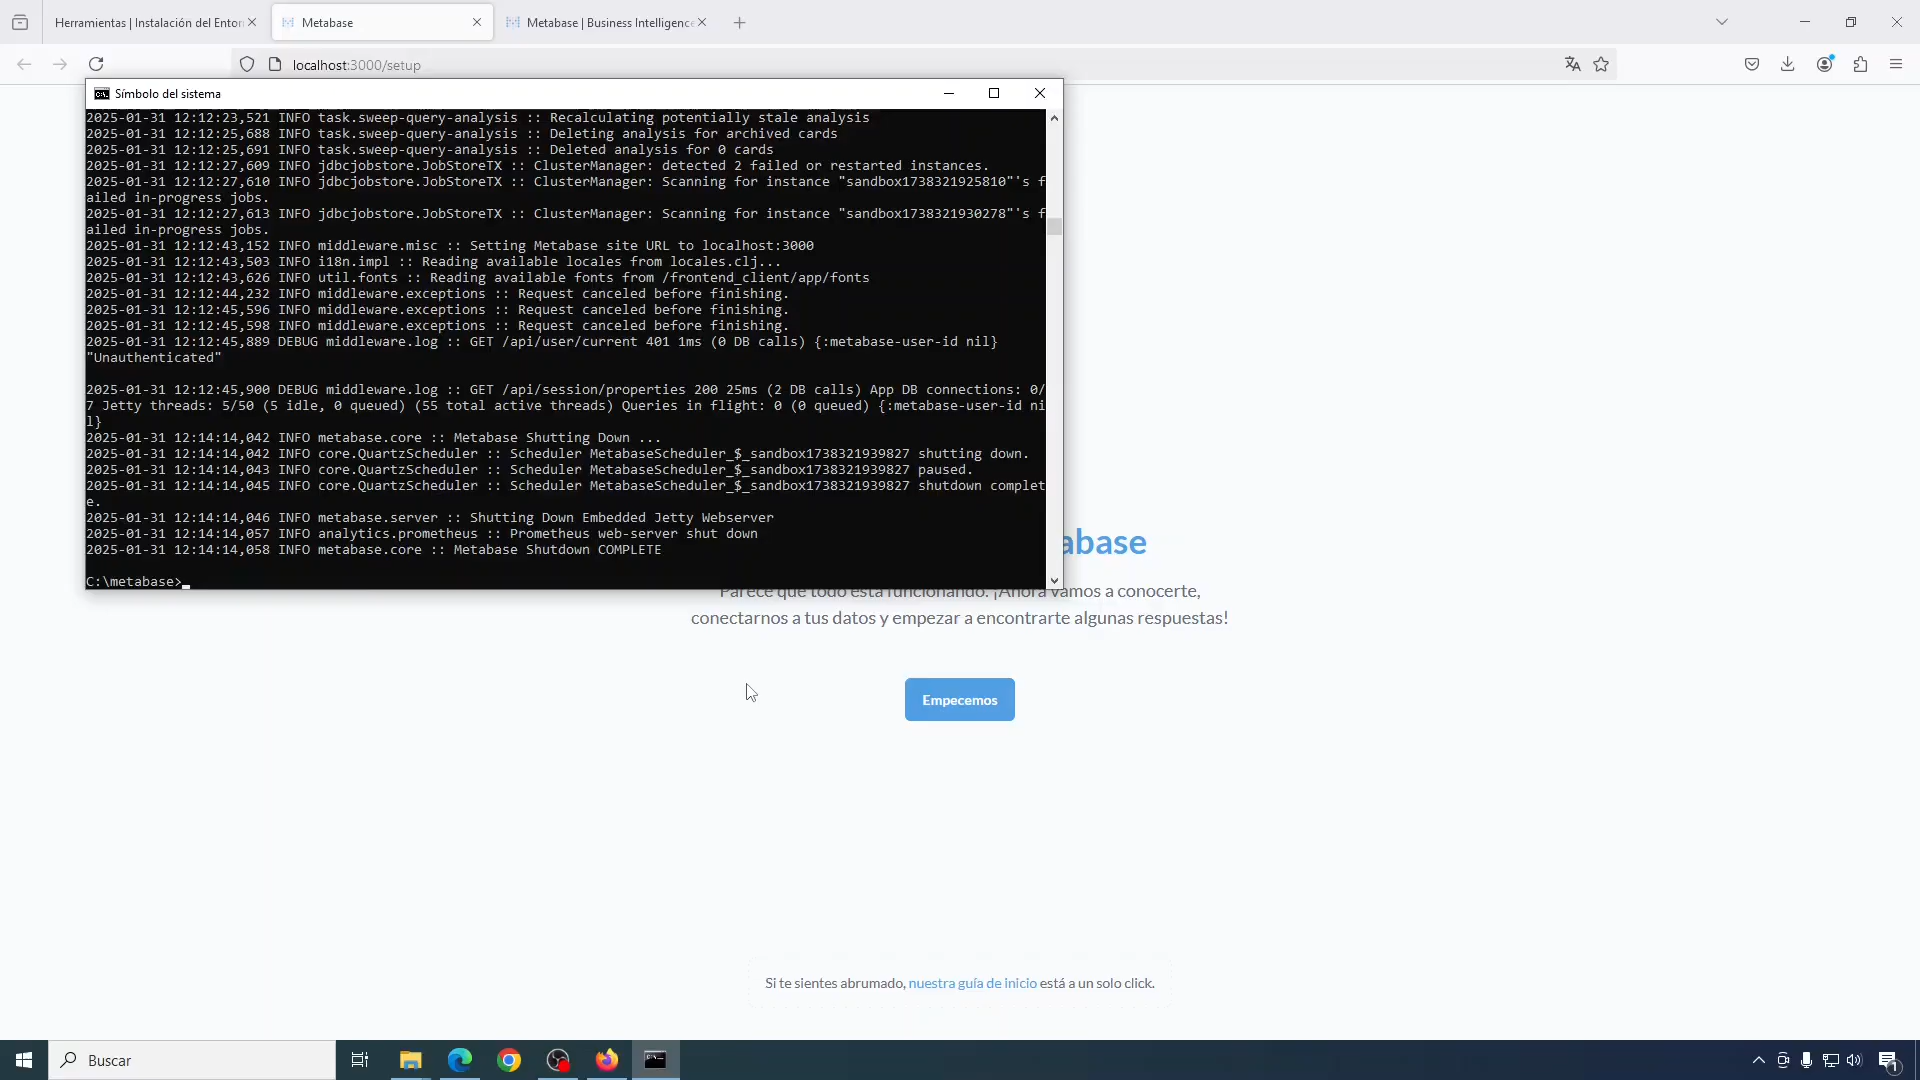 Herramientas | Instalación del Entor
Metabase
Metabase | Business Intelligence
localhost:3000/setup
Símbolo del sistema
2025-01-31 12:12:23,521 INFO task.sweep-query-analysis :: Recalculating potentially stale analysis
2025-01-31 12:12:25,688 INFO task.sweep-query-analysis :: Deleting analysis for archived cards
2025-01-31 12:12:25,691 INFO task.sweep-query-analysis :: Deleted analysis for 0 cards
2025-01-31 12:12:27,609 INFO jdbcjobstore.JobStoreTX :: ClusterManager: detected 2 failed or restarted instances.
2025-01-31 12:12:27,610 INFO jdbcjobstore.JobStoreTX :: ClusterManager: Scanning for instance "sandbox1738321925810"'s f
ailed in-progress jobs.
2025-01-31 12:12:27,613 INFO jdbcjobstore.JobStoreTX :: ClusterManager: Scanning for instance "sandbox1738321930278"'s f
ailed in-progress jobs.
2025-01-31 12:12:43,152 INFO middleware.misc :: Setting Metabase site URL to localhost:3000
2025-01-31 12:12:43,503 INFO i18n.impl :: Reading available locales from locales.clj...
2025-01-31 12:12:43,626 INFO util.fonts :: Reading available fonts from /frontend_client/app/fonts
2025-01-31 12:12:44,232 INFO middleware.exceptions :: Request canceled before finishing.
2025-01-31 12:12:45,596 INFO middleware.exceptions :: Request canceled before finishing.
2025-01-31 12:12:45,598 INFO middleware.exceptions :: Request canceled before finishing.
2025-01-31 12:12:45,889 DEBUG middleware.log :: GET /api/user/current 401 1ms (0 DB calls) {:metabase-user-id nil}
"Unauthenticated"
2025-01-31 12:12:45,900 DEBUG middleware.log :: GET /api/session/properties 200 25ms (2 DB calls) App DB connections: 0/
7 Jetty threads: 5/50 (5 idle, 0 queued) (55 total active threads) Queries in flight: 0 (0 queued) {:metabase-user-id ni
l}
2025-01-31 12:14:14,042 INFO metabase.core :: Metabase Shutting Down ...
2025-01-31 12:14:14,042 INFO core.QuartzScheduler :: Scheduler MetabaseScheduler_$_sandbox1738321939827 shutting down.
2025-01-31 12:14:14,043 INFO core.QuartzScheduler :: Scheduler MetabaseScheduler_$_sandbox1738321939827 paused.
2025-01-31 12:14:14,045 INFO core.QuartzScheduler :: Scheduler MetabaseScheduler_$_sandbox1738321939827 shutdown complet
e.
2025-01-31 12:14:14,046 INFO metabase.server :: Shutting Down Embedded Jetty Webserver
2025-01-31 12:14:14,057 INFO analytics.prometheus :: Prometheus web-server shut down
2025-01-31 12:14:14,058 INFO metabase.core :: Metabase Shutdown COMPLETE
C:\metabase>
abase
Parece que todo está funcionando. ¡Ahora vamos a conocerte,
conectarnos a tus datos y empezar a encontrarte algunas respuestas!
Empecemos
Si te sientes abrumado, nuestra guía de inicio está a un solo click.
Buscar
1